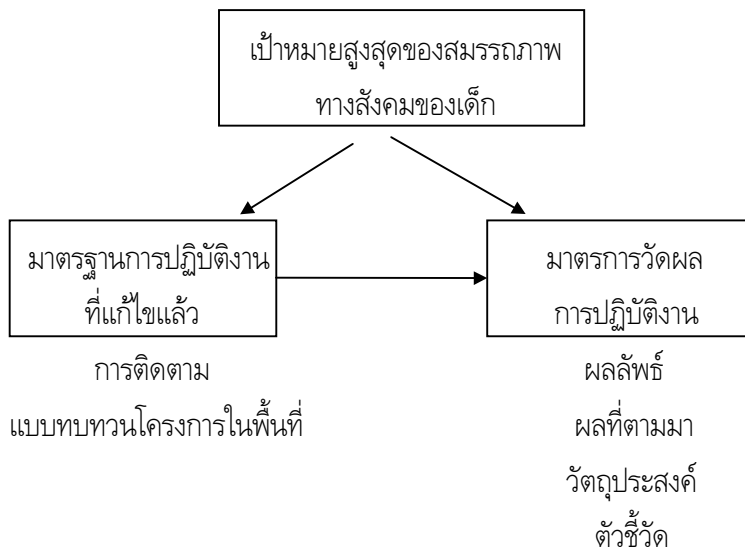 เป้าหมายสูงสุดของสมรรถภาพ
ทางสังคมของเด็ก
มาตรฐานการปฏิบัติงาน
ที่แก้ไขแล้ว
การติดตาม
แบบทบทวนโครงการในพื้นที่
มาตรการวัดผล
การปฏิบัติงาน
ผลลัพธ์
ผลที่ตามมา
วัตถุประสงค์
ตัวชี้วัด